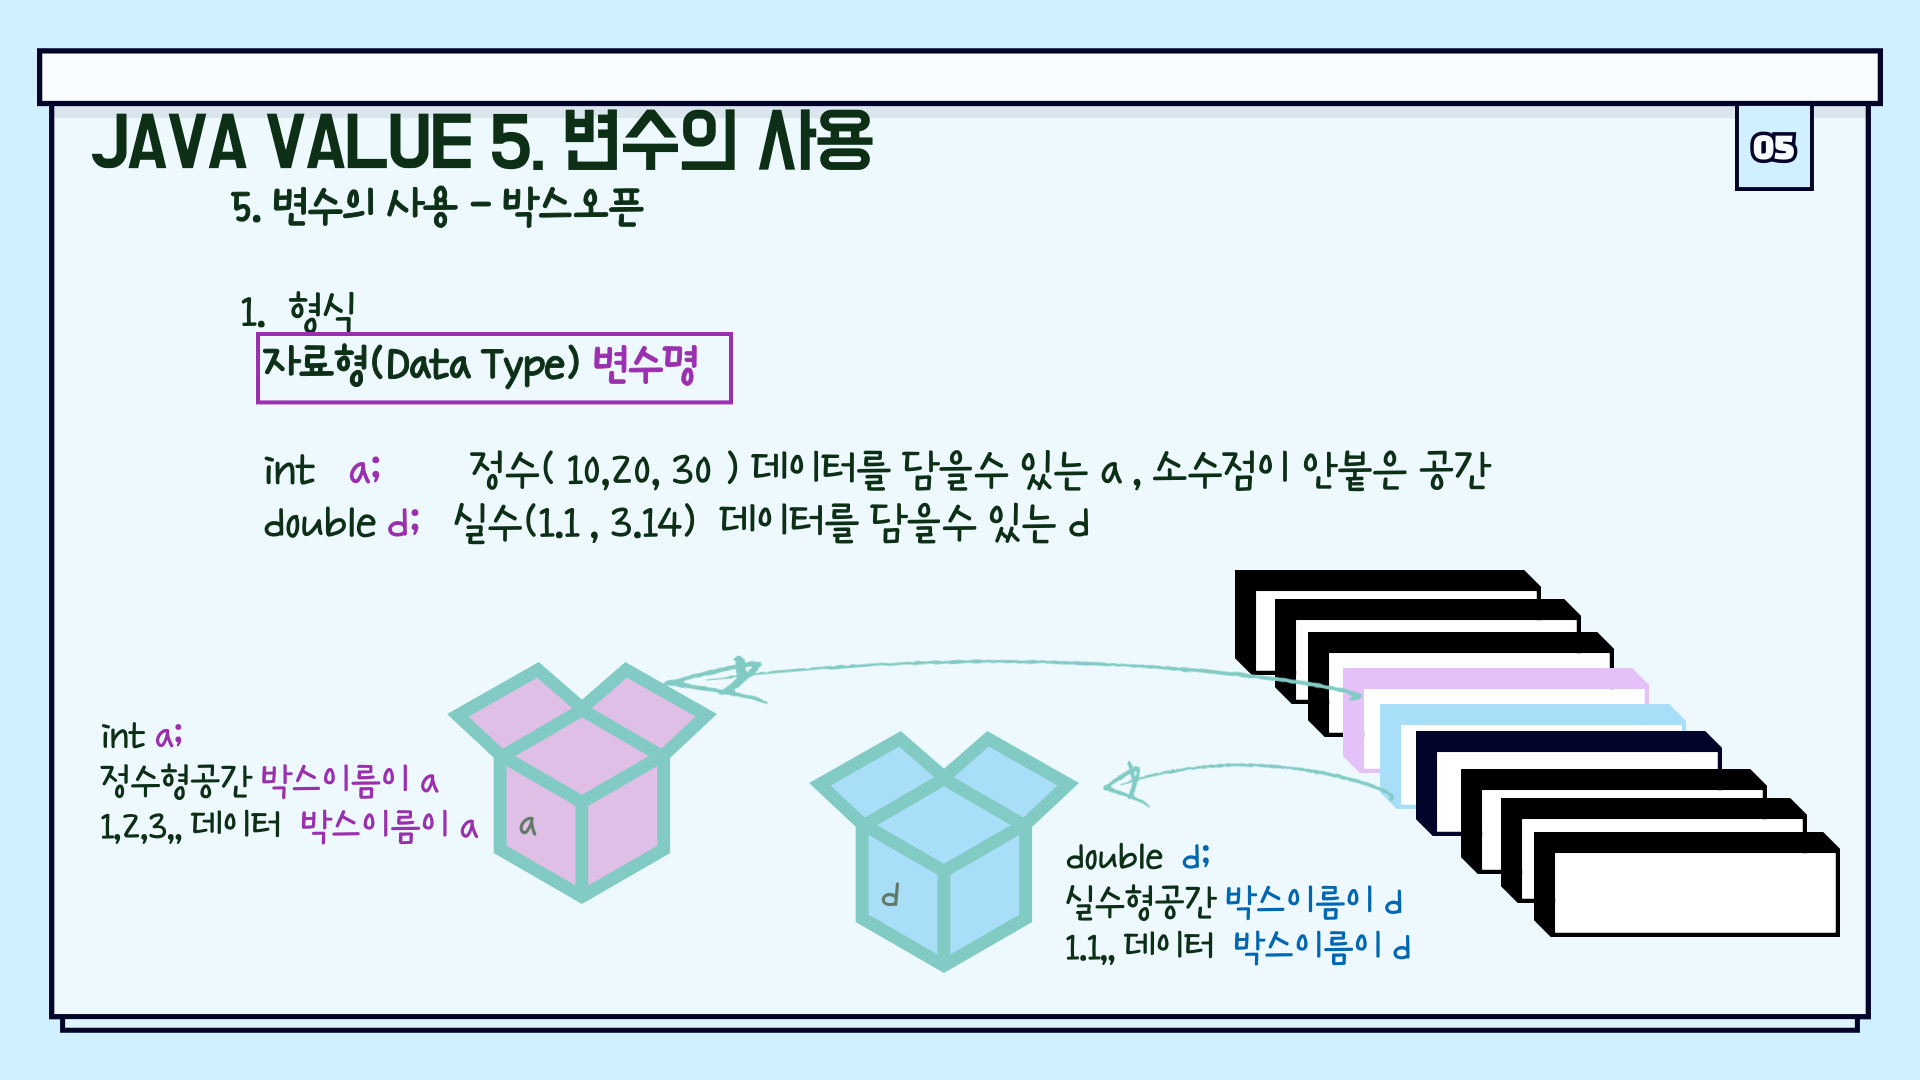 JAVA VALUE 5. 변수의 사용
05
5. 변수의 사용 - 박스오픈
1. 형식
자료형(Data Type) 변수명
int a; 정수( 10,20, 30 ) 데이터를 담을수 있는 a , 소수점이 안붙은 공간
double d; 실수(1.1 , 3.14) 데이터를 담을수 있는 d
int a;
정수형공간 박스이름이 a
1,2,3,, 데이터 박스이름이 a
a
d
double d;
실수형공간 박스이름이 d
1.1,, 데이터 박스이름이 d